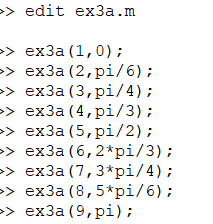 >> edit ex3a.m
>> ex3a(1,0);
>> ex3a(2,pi/6);
>> ex3a(3,pi/4);
>> ex3a(4,pi/3);
>> ex3a(5,pi/2);
>> ex3a(6,2*pi/3);
>> ex3a(7,3*pi/4);
>> ex3a(8,5*pi/6);
>> ex3a(9,pi);